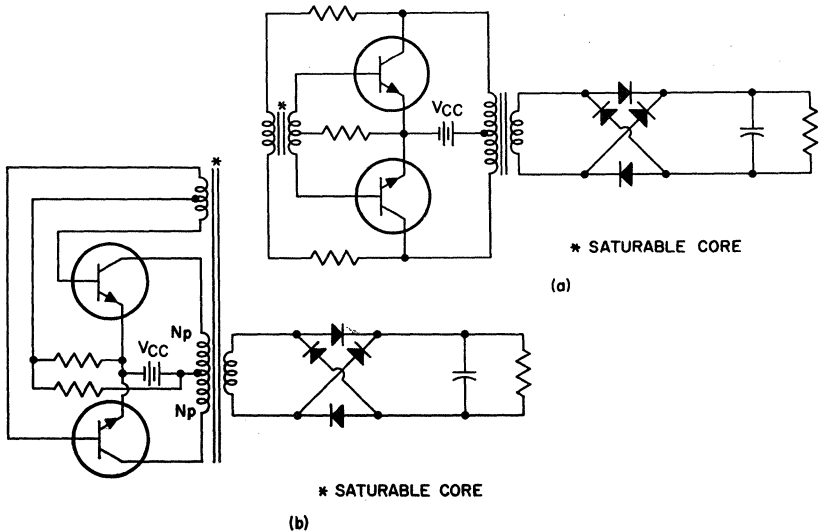 *
VCC
* SATURABLE CORE
(a)
*
Np
VCC
Np
* SATURABLE CORE
(b)